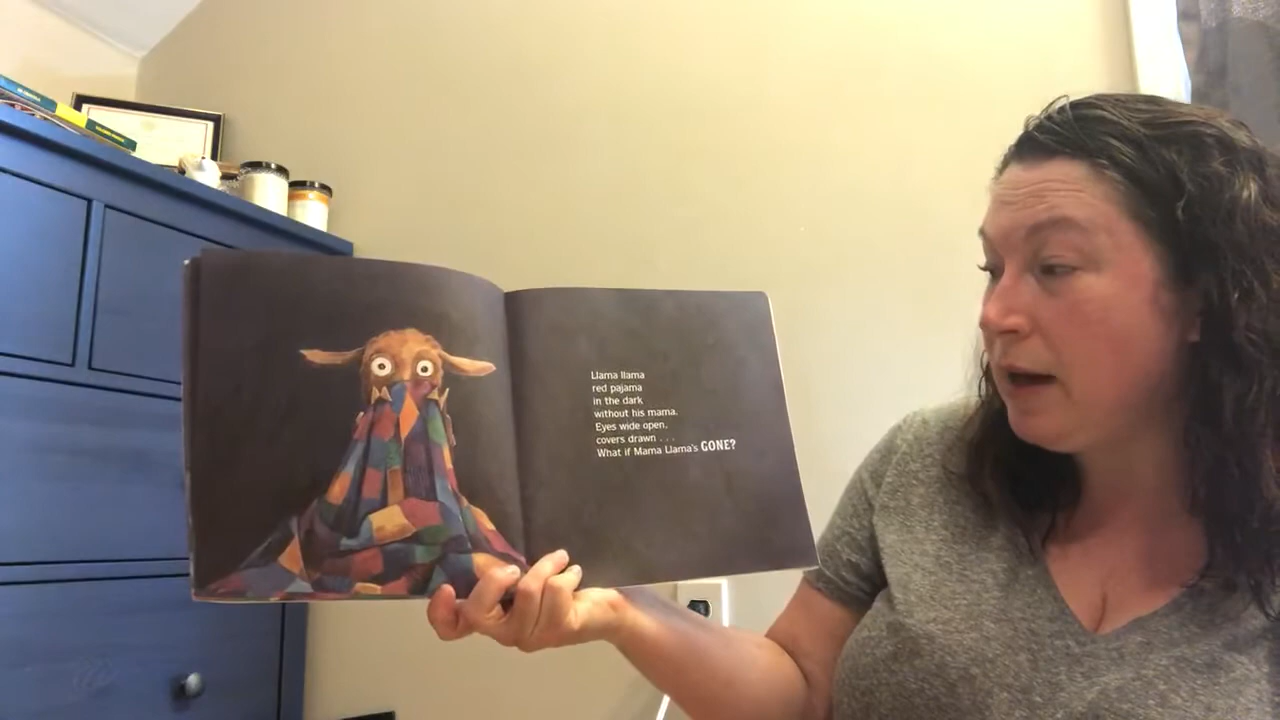 Llama llama
red pajama
in the dark
without his mama.
Eyes wide open,
covers drawn . . .
What if Mama Llama's GONE?